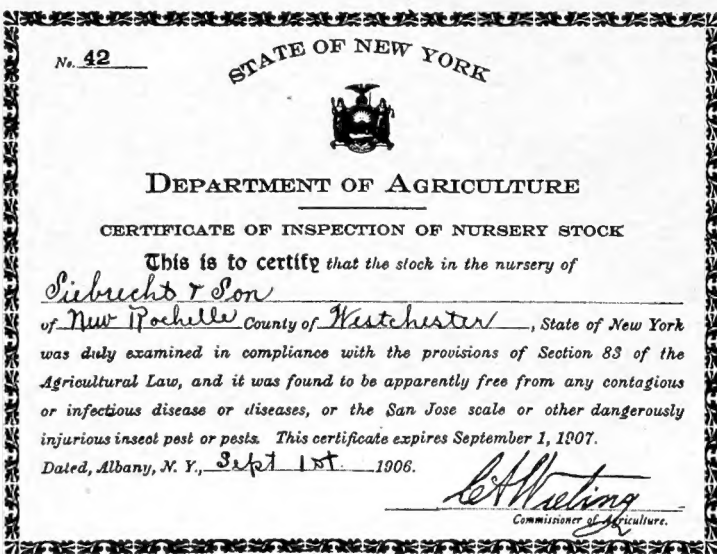 No. 42
STATE OF NEW YORK
DEPARTMENT OF AGRICULTURE
CERTIFICATE OF INSPECTION OF NURSERY STOCK
This is to certify that the stock in the nursery of
Siebrecht & Son
of New Rochelle County of Westchester, State of New York
was duly examined in compliance with the provisions of Section 83 of the
Agricultural Law, and it was found to be apparently free from any contagious
or infectious disease or diseases, or the San Jose scale or other dangerously
injurious insect pest or pests. This certificate expires September 1, 1907.
Dated, Albany, N. Y., Sept 1st. 1906.
C A Wieting
Commissioner of Agriculture.